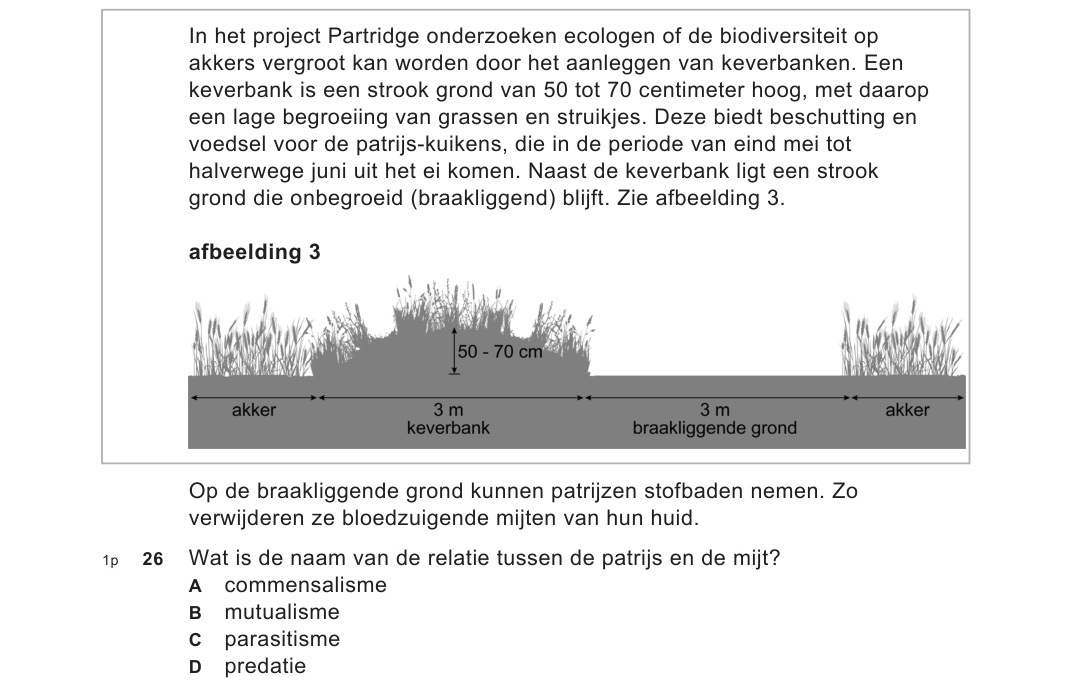 In het project Partridge onderzoeken ecologen of de biodiversiteit op
akkers vergroot kan worden door het aanleggen van keverbanken. Een
keverbank is een strook grond van 50 tot 70 centimeter hoog, met daarop
een lage begroeiing van grassen en struikjes. Deze biedt beschutting en
voedsel voor de patrijs-kuikens, die in de periode van eind mei tot
halverwege juni uit het ei komen. Naast de keverbank ligt een strook
grond die onbegroeid (braakliggend) blijft. Zie afbeelding 3.
afbeelding 3
50 - 70 cm
akker 3 m 3 m akker
keverbank braakliggende grond
Op de braakliggende grond kunnen patrijzen stofbaden nemen. Zo
verwijderen ze bloedzuigende mijten van hun huid.
1p 26 Wat is de naam van de relatie tussen de patrijs en de mijt?
A commensalisme
B mutualisme
C parasitisme
D predatie